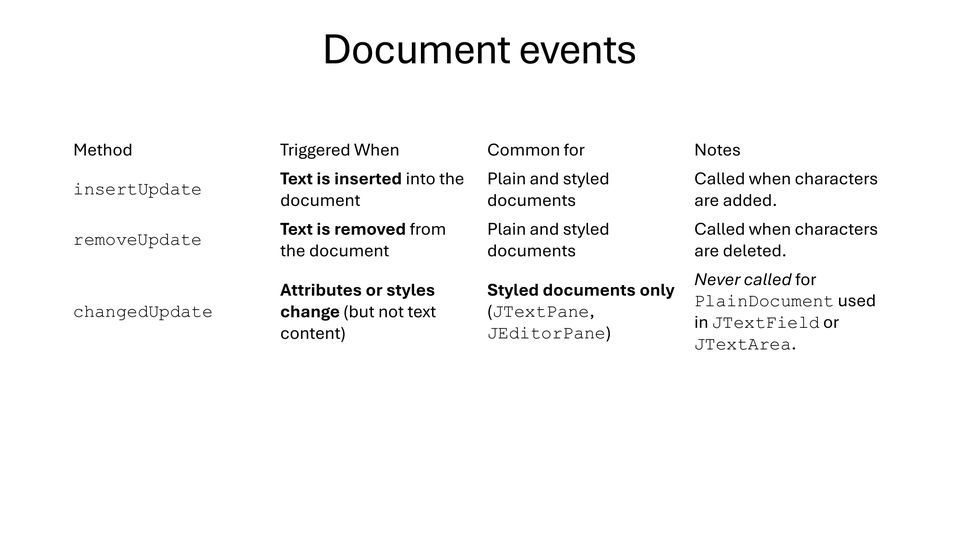 Document events
Method Triggered When Common for Notes
insertUpdate
Text is inserted into the
document
Plain and styled
documents
Called when characters
are added.
removeUpdate
Text is removed from
the document
Plain and styled
documents
Called when characters
are deleted.
changedUpdate
Attributes or styles
change (but not text
content)
Styled documents only
(JTextPane,
JEditorPane)
Never called for
PlainDocument used
in JTextField or
JTextArea.